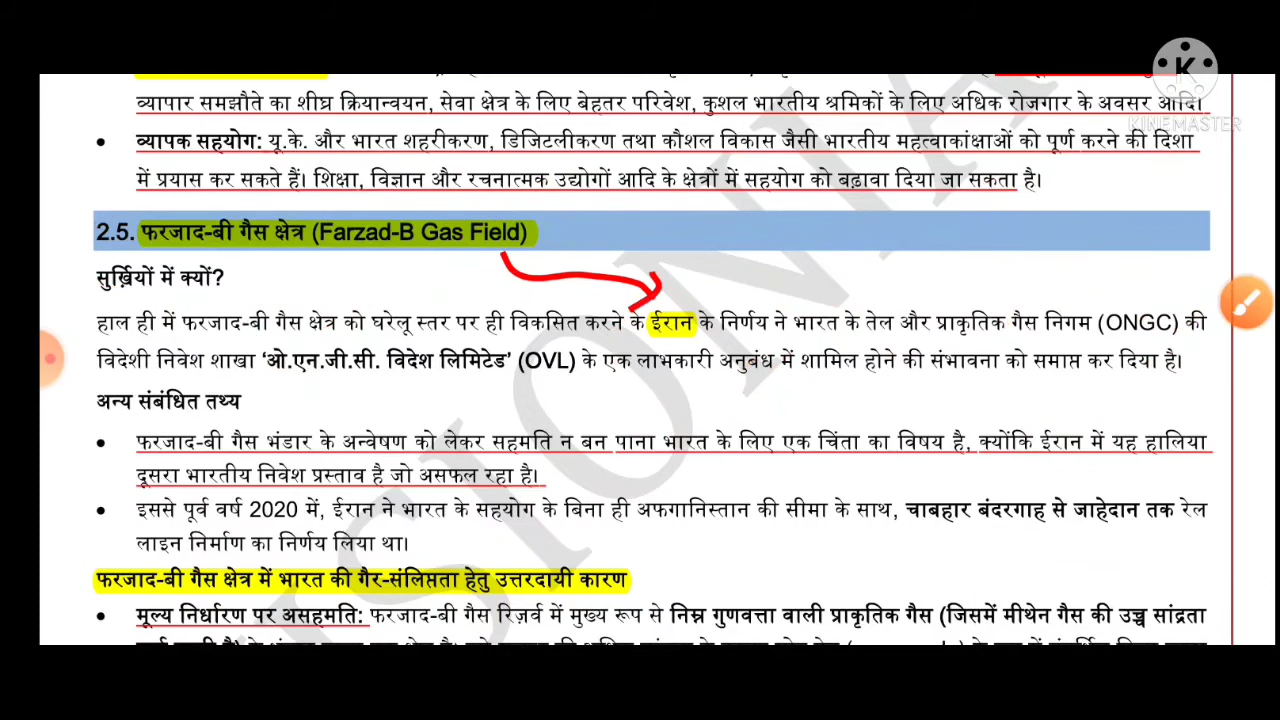 व्यापार समझौते का शीघ्र क्रियान्वयन, सेवा क्षेत्र के लिए बेहतर परिवेश, कुशल भारतीय श्रमिकों के लिए अधिक रोजगार के अवसर आदि।
K
KINEMASTER
• व्यापक सहयोग: यू.के. और भारत शहरीकरण, डिजिटलीकरण तथा कौशल विकास जैसी भारतीय महत्वाकांक्षाओं को पूर्ण करने की दिशा
में प्रयास कर सकते हैं। शिक्षा, विज्ञान और रचनात्मक उद्योगों आदि के क्षेत्रों में सहयोग को बढ़ावा दिया जा सकता है।
2.5. फरजाद-बी गैस क्षेत्र (Farzad-B Gas Field)
सुर्ख़ियों में क्यों?
हाल ही में फरजाद-बी गैस क्षेत्र को घरेलू स्तर पर ही विकसित करने के ईरान के निर्णय ने भारत के तेल और प्राकृतिक गैस निगम (ONGC) की
विदेशी निवेश शाखा 'ओ.एन.जी.सी. विदेश लिमिटेड' (OVL) के एक लाभकारी अनुबंध में शामिल होने की संभावना को समाप्त कर दिया है।
अन्य संबंधित तथ्य
• फरजाद-बी गैस भंडार के अन्वेषण को लेकर सहमति न बन पाना भारत के लिए एक चिंता का विषय है, क्योंकि ईरान में यह हालिया
दूसरा भारतीय निवेश प्रस्ताव है जो असफल रहा है।
• इससे पूर्व वर्ष 2020 में, ईरान ने भारत के सहयोग के बिना ही अफगानिस्तान की सीमा के साथ, चाबहार बंदरगाह से जाहेदान तक रेल
लाइन निर्माण का निर्णय लिया था।
फरजाद-बी गैस क्षेत्र में भारत की गैर-संलिप्तता हेतु उत्तरदायी कारण
• मूल्य निर्धारण पर असहमति: फरजाद-बी गैस रिज़र्व में मुख्य रूप से निम्न गुणवत्ता वाली प्राकृतिक गैस (जिसमें मीथेन गैस की उच्च सांद्रता